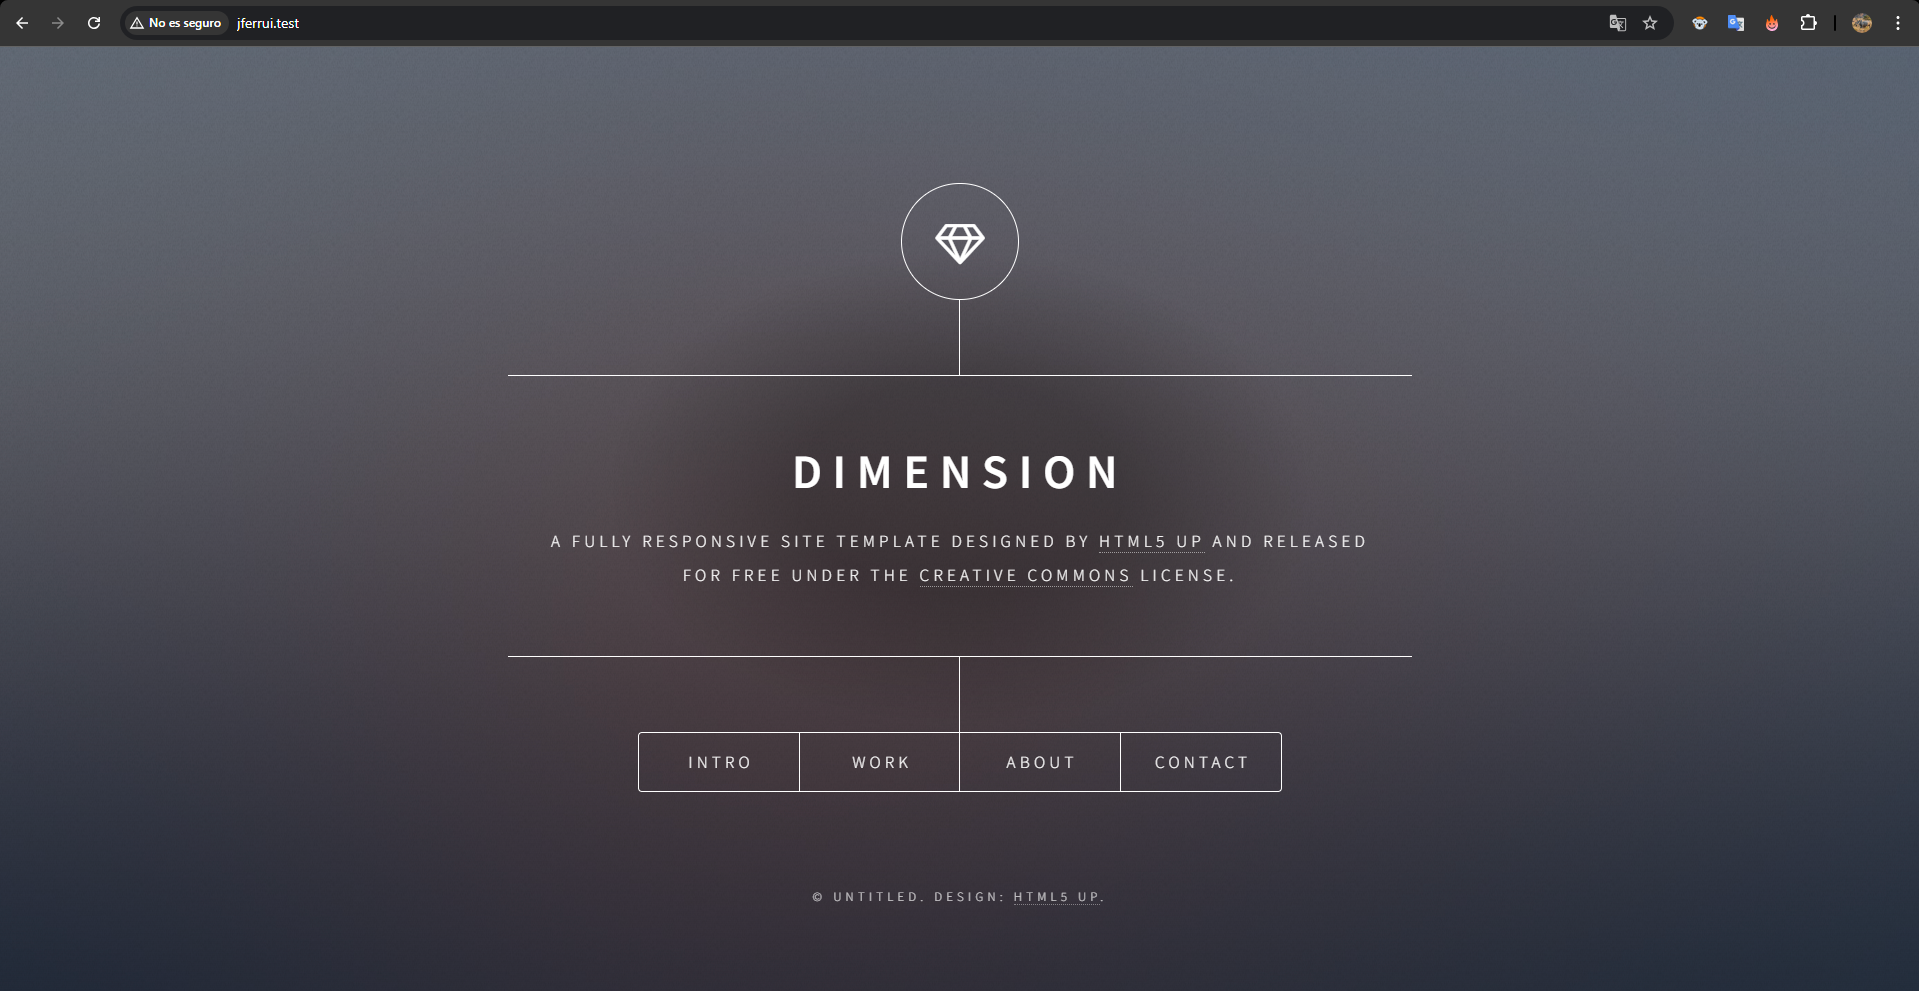 No es seguro jferrui.test
DIMENSION
A FULLY RESPONSIVE SITE TEMPLATE DESIGNED BY HTML5 UP AND RELEASED
FOR FREE UNDER THE CREATIVE COMMONS LICENSE.
INTRO WORK ABOUT CONTACT
© UNTITLED. DESIGN: HTML5 UP.